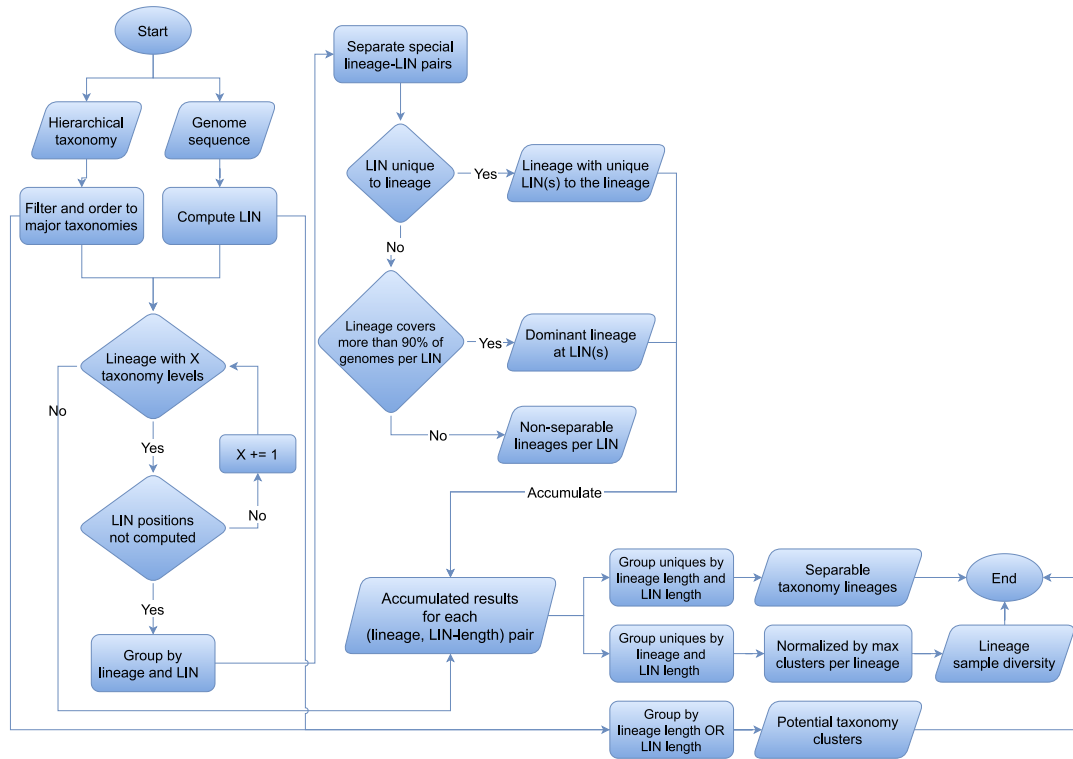 Start
Hierarchical
taxonomy
Genome
sequence
Filter and order to
major taxonomies
Compute LIN
Lineage with X
taxonomy levels
No
Yes
X += 1
LIN positions
not computed
No
Yes
Group by
lineage and LIN
Separate special
lineage-LIN pairs
LIN unique
to lineage
Yes
Lineage with unique
LIN(s) to the lineage
No
Lineage covers
more than 90% of
genomes per LIN
Yes
Dominant lineage
at LIN(s)
No
Non-separable
lineages per LIN
Accumulate
Accumulated results
for each
(lineage, LIN-length) pair
Group uniques by
lineage length and
LIN length
Separable
taxonomy lineages
End
Group uniques by
lineage and
LIN length
Normalized by max
clusters per lineage
Lineage
sample diversity
Group by
lineage length OR
LIN length
Potential taxonomy
clusters